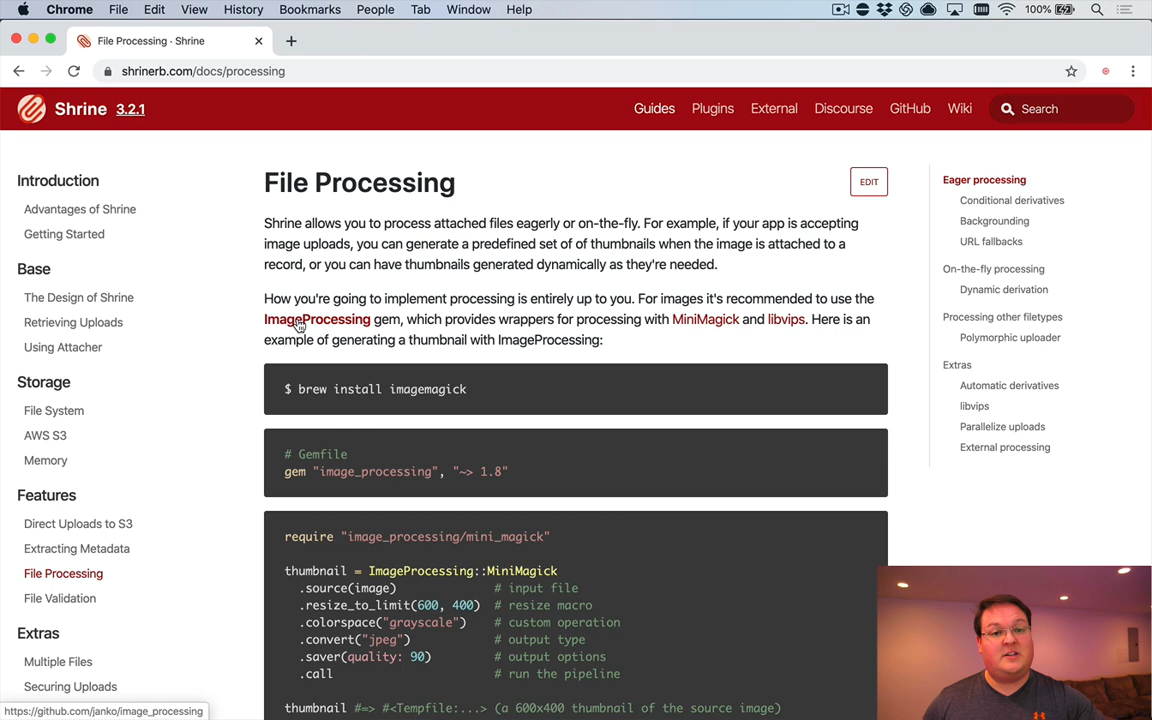 Chrome File Edit View History Bookmarks People Tab Window Help 100%
File Processing · Shrine
shrinerb.com/docs/processing
Shrine 3.2.1 Guides Plugins External Discourse GitHub Wiki Search
Introduction
Advantages of Shrine
Getting Started
Base
The Design of Shrine
Retrieving Uploads
Using Attacher
Storage
File System
AWS S3
Memory
Features
Direct Uploads to S3
Extracting Metadata
File Processing
File Validation
Extras
Multiple Files
Securing Uploads
https://github.com/janko/image_processing
File Processing
EDIT
Shrine allows you to process attached files eagerly or on-the-fly. For example, if your app is accepting
image uploads, you can generate a predefined set of of thumbnails when the image is attached to a
record, or you can have thumbnails generated dynamically as they're needed.
How you're going to implement processing is entirely up to you. For images it's recommended to use the
ImageProcessing gem, which provides wrappers for processing with MiniMagick and libvips. Here is an
example of generating a thumbnail with ImageProcessing:
$ brew install imagemagick
# Gemfile
gem "image_processing", "~> 1.8"
require "image_processing/mini_magick"
thumbnail = ImageProcessing::MiniMagick
.source(image) # input file
.resize_to_limit(600, 400) # resize macro
.colorspace("grayscale") # custom operation
.convert("jpeg") # output type
.saver(quality: 90) # output options
.call # run the pipeline
thumbnail #=> #<Tempfile:...> (a 600x400 thumbnail of the source image)
Eager processing
Conditional derivatives
Backgrounding
URL fallbacks
On-the-fly processing
Dynamic derivation
Processing other filetypes
Polymorphic uploader
Extras
Automatic derivatives
libvips
Parallelize uploads
External processing